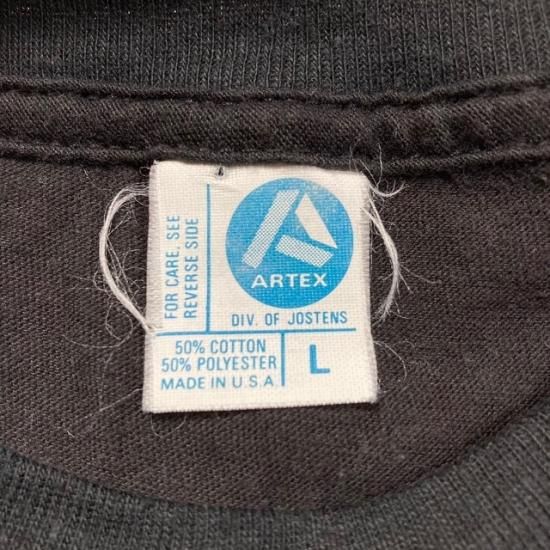 FOR CARE, SEE
REVERSE SIDE
ARTEX
DIV. OF JOSTENS
50% COTTON
50% POLYESTER
MADE IN U.S.A.
L